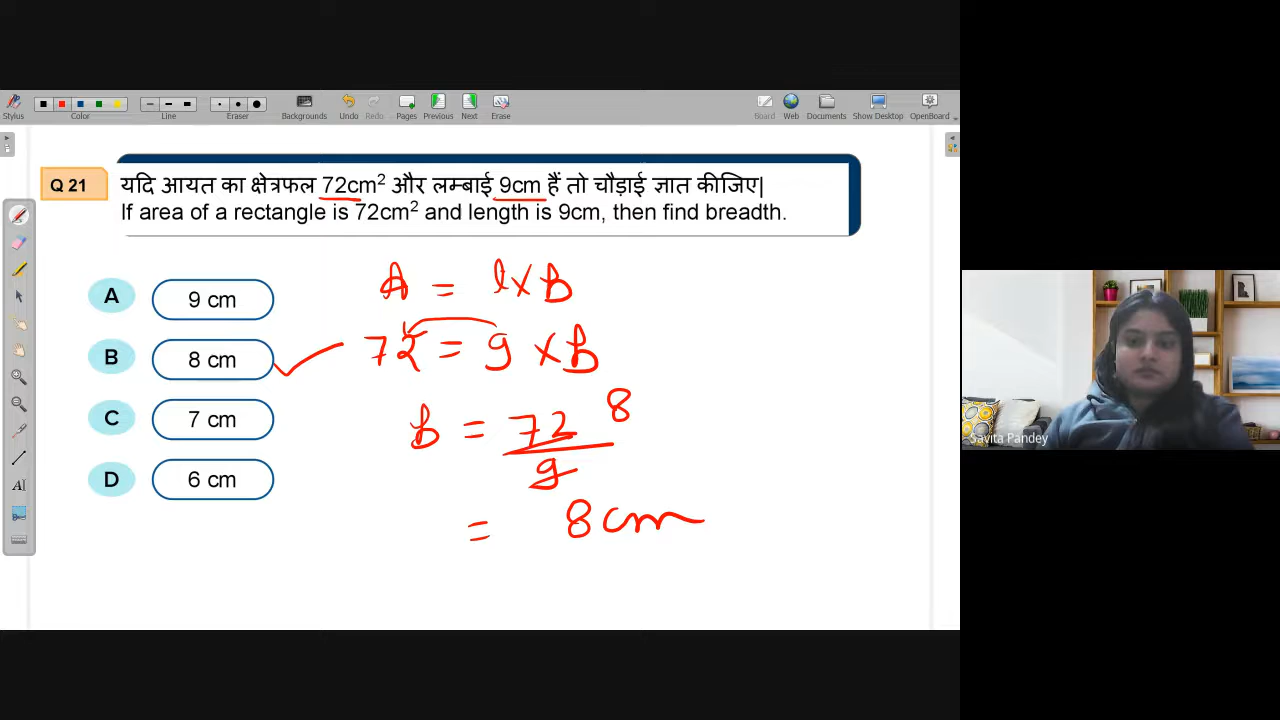 Stylus
Color
Line
Eraser
Backgrounds
Undo
Redo
Pages
Previous
Next
Erase
Board
Web
Documents
Show Desktop
OpenBoard
Q 21
यदि आयत का क्षेत्रफल 72cm² और लम्बाई 9cm हैं तो चौड़ाई ज्ञात कीजिए|
If area of a rectangle is 72cm² and length is 9cm, then find breadth.
A 9 cm
B 8 cm
C 7 cm
D 6 cm
A = l×B
72 = 9 ×B
8
B = 72
9
= 8cm
AI
Savita Pandey